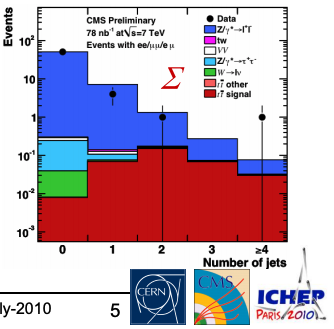 CMS Preliminary
78 nb⁻¹ at√s=7 TeV
Events with ee/μμ/eμ
Data
Z/γ*→l⁺l⁻
tw
VV
Z/γ*→τ⁺τ⁻
W→lν
tt̄ other
tt̄ signal
Σ
Events
10²
10
1
10⁻¹
10⁻²
10⁻³
0 1 2 3 ≥4
Number of jets
ly-2010 5
CERN
CMS
ICHEP
PARIS 2010